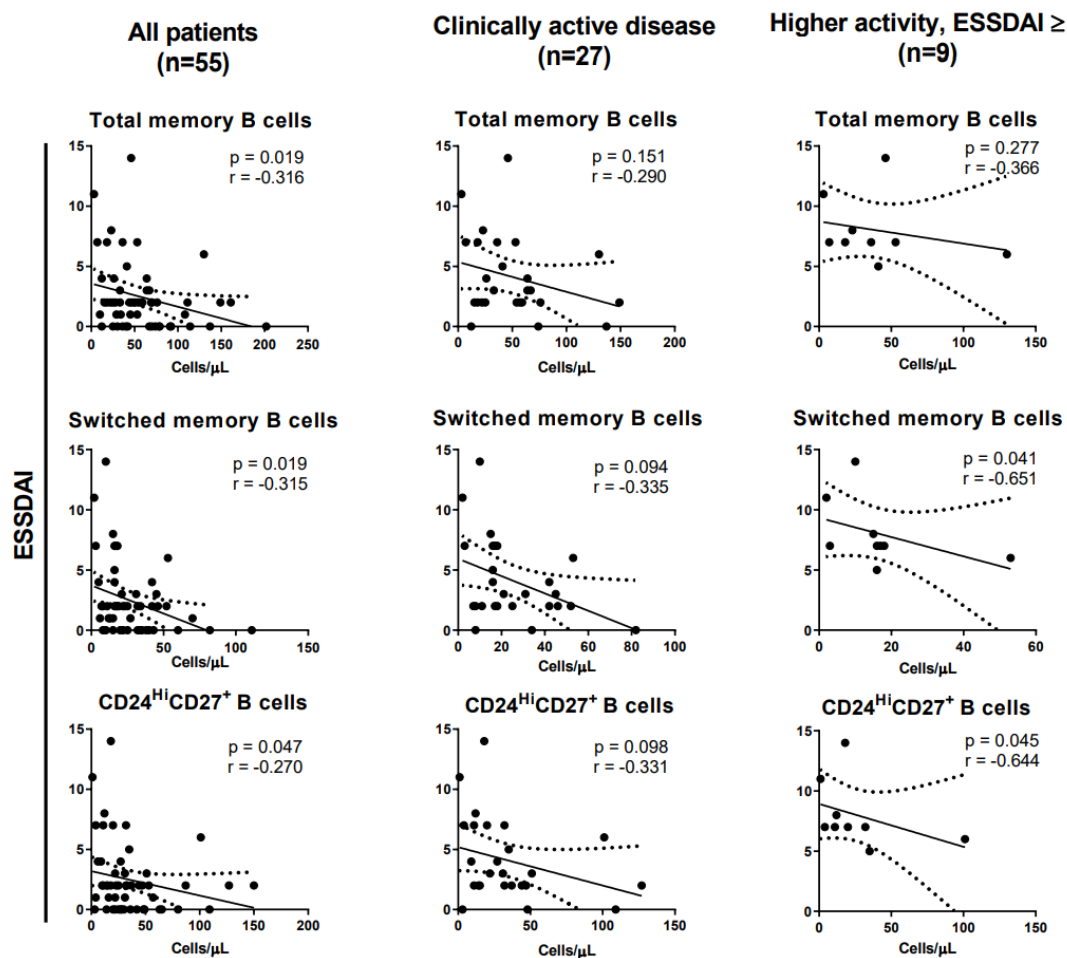 All patients
(n=55)
Clinically active disease
(n=27)
Higher activity, ESSDAI ≥
(n=9)
ESSDAI
Total memory B cells
p = 0.019
r = -0.316
15
10
5
0
0 50 100 150 200 250
Cells/µL
Total memory B cells
p = 0.151
r = -0.290
15
10
5
0
0 50 100 150 200
Cells/µL
Total memory B cells
p = 0.277
r = -0.366
15
10
5
0
0 50 100 150
Cells/µL
Switched memory B cells
p = 0.019
r = -0.315
15
10
5
0
0 50 100 150
Cells/µL
Switched memory B cells
p = 0.094
r = -0.335
15
10
5
0
0 20 40 60 80 100
Cells/µL
Switched memory B cells
p = 0.041
r = -0.651
15
10
5
0
0 20 40 60
Cells/µL
CD24HiCD27+ B cells
p = 0.047
r = -0.270
15
10
5
0
0 50 100 150 200
Cells/µL
CD24HiCD27+ B cells
p = 0.098
r = -0.331
15
10
5
0
0 50 100 150
Cells/µL
CD24HiCD27+ B cells
p = 0.045
r = -0.644
15
10
5
0
0 50 100 150
Cells/µL